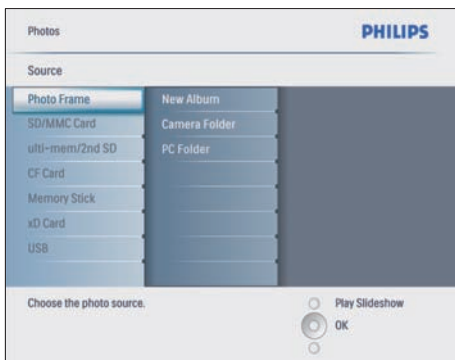 Photos
PHILIPS
Source
Photo Frame
New Album
SD/MMC Card
Camera Folder
ulti-mem/2nd SD
PC Folder
CF Card
Memory Stick
xD Card
USB
Choose the photo source.
Play Slideshow
OK